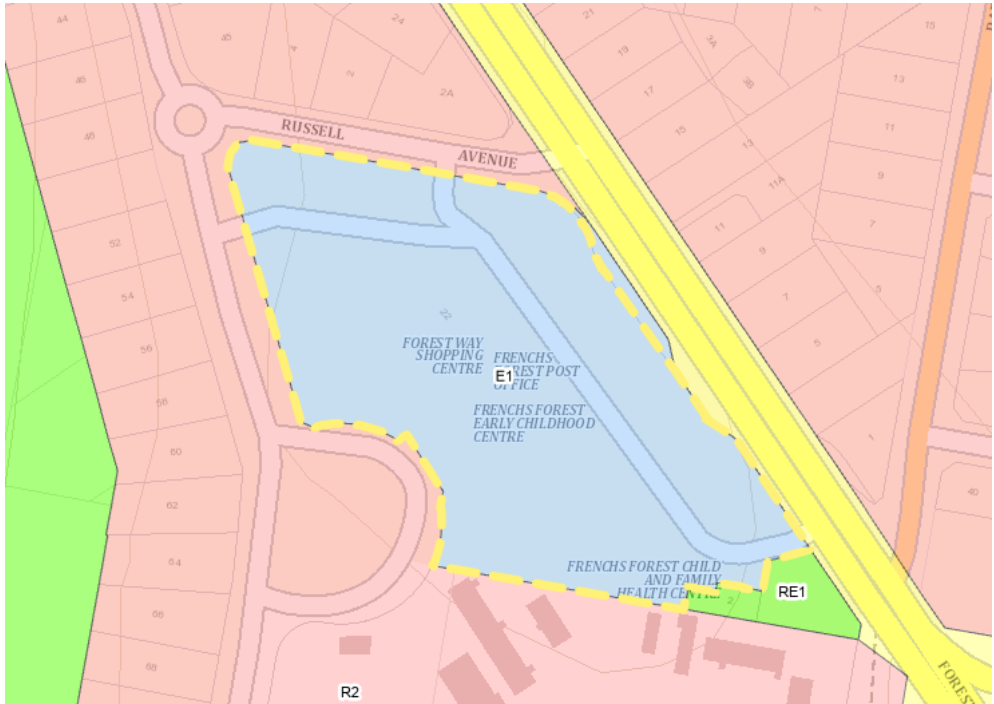 44
45
4
2
24
2A
21
19
17
3A
3B
15
13
11A
11
9
7
5
1
15
13
11
9
7
5
46
48
RUSSELL
AVENUE
52
54
56
58
60
62
64
66
68
22
FOREST WAY
SHOPPING
CENTRE
FRENCHS
FOREST POST
OFFICE
E1
FRENCHS FOREST
EARLY CHILDHOOD
CENTRE
40
FRENCHS FOREST CHILD
AND FAMILY
HEALTH CENTRE
2
RE1
R2
FOREST